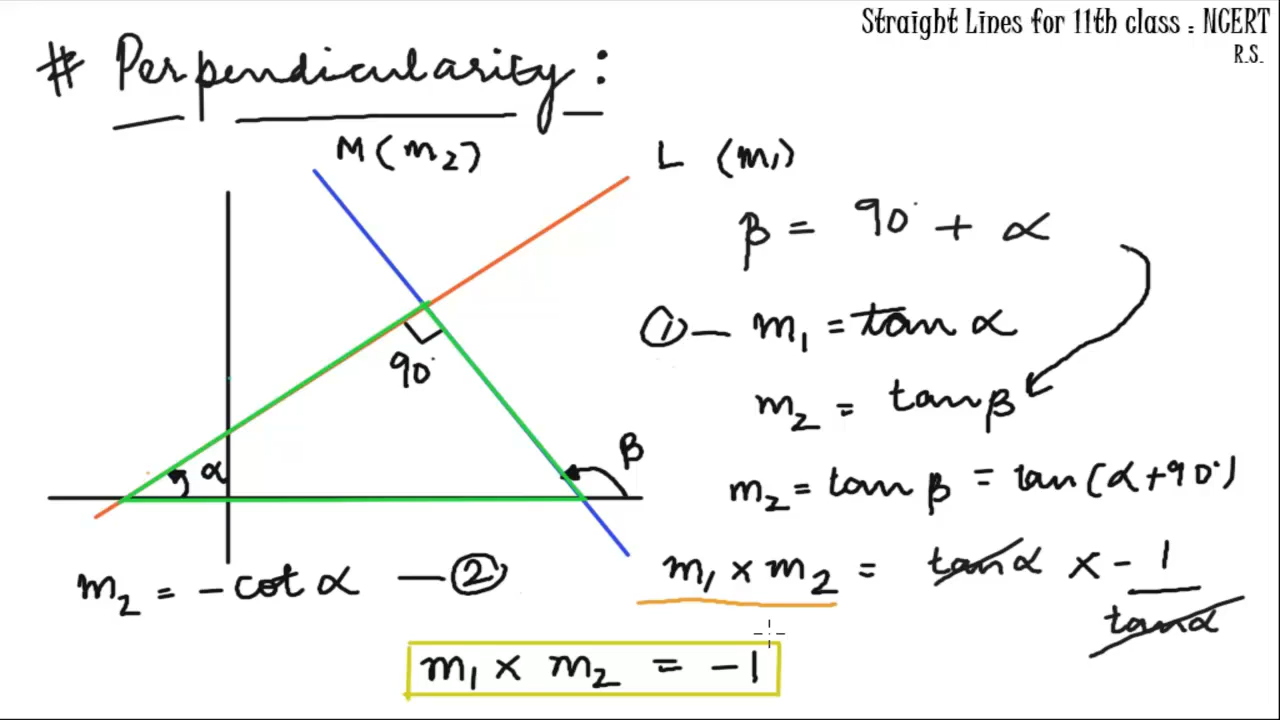 Straight Lines for 11th class : NCERT
R.S.
# Perpendicularity :
M ( m₂ )
L ( m₁ )
β = 90° + α
① — m₁ = tan α
90°
m₂ = tan β
α
β
m₂ = tan β = tan ( α + 90° )
m₂ = - cot α — ②
m₁ × m₂ = tan α × - 1 / tan α
m₁ × m₂ = - 1